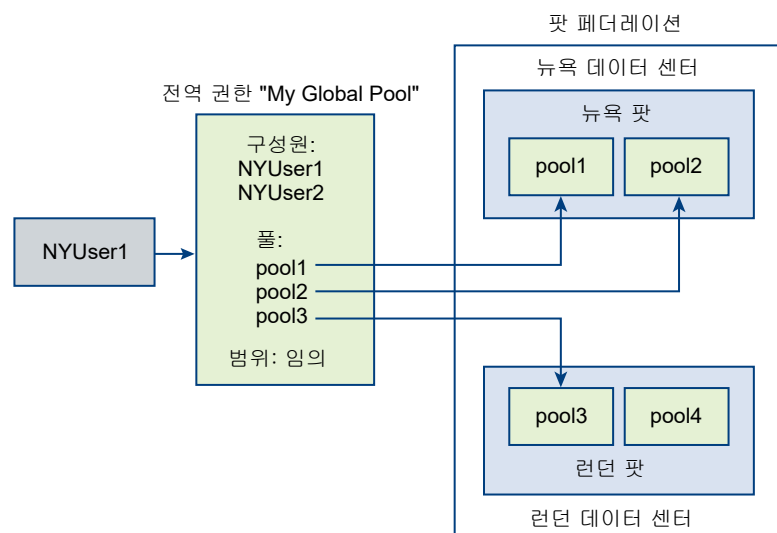 팟 페더레이션
뉴욕 데이터 센터
전역 권한 "My Global Pool"
뉴욕 팟
구성원:
NYUser1
NYUser2
pool1
pool2
NYUser1
풀:
pool1
pool2
pool3
범위: 임의
pool3
pool4
런던 팟
런던 데이터 센터